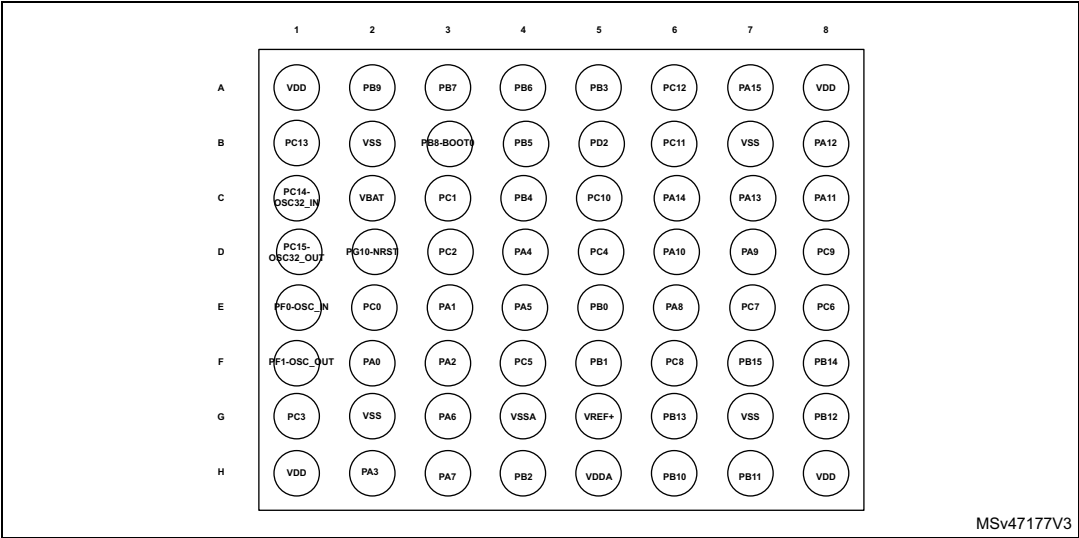 1 2 3 4 5 6 7 8
A VDD PB9 PB7 PB6 PB3 PC12 PA15 VDD
B PC13 VSS PB8-BOOT0 PB5 PD2 PC11 VSS PA12
C PC14-OSC32_IN VBAT PC1 PB4 PC10 PA14 PA13 PA11
D PC15-OSC32_OUT PG10-NRST PC2 PA4 PC4 PA10 PA9 PC9
E PF0-OSC_IN PC0 PA1 PA5 PB0 PA8 PC7 PC6
F PF1-OSC_OUT PA0 PA2 PC5 PB1 PC8 PB15 PB14
G PC3 VSS PA6 VSSA VREF+ PB13 VSS PB12
H VDD PA3 PA7 PB2 VDDA PB10 PB11 VDD
MSv47177V3